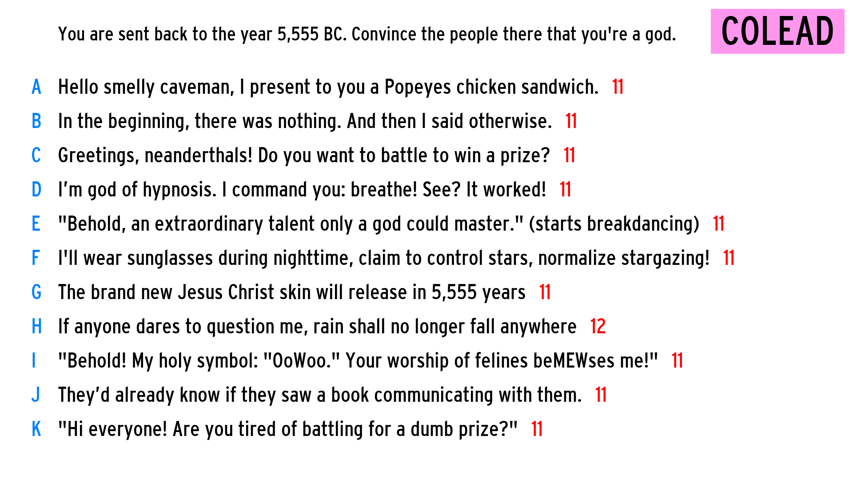 You are sent back to the year 5,555 BC. Convince the people there that you're a god.
COLEAD
A Hello smelly caveman, I present to you a Popeyes chicken sandwich. 11
B In the beginning, there was nothing. And then I said otherwise. 11
C Greetings, neanderthals! Do you want to battle to win a prize? 11
D I’m god of hypnosis. I command you: breathe! See? It worked! 11
E "Behold, an extraordinary talent only a god could master." (starts breakdancing) 11
F I'll wear sunglasses during nighttime, claim to control stars, normalize stargazing! 11
G The brand new Jesus Christ skin will release in 5,555 years 11
H If anyone dares to question me, rain shall no longer fall anywhere 12
I "Behold! My holy symbol: "OoWoo." Your worship of felines beMEWses me!" 11
J They’d already know if they saw a book communicating with them. 11
K "Hi everyone! Are you tired of battling for a dumb prize?" 11